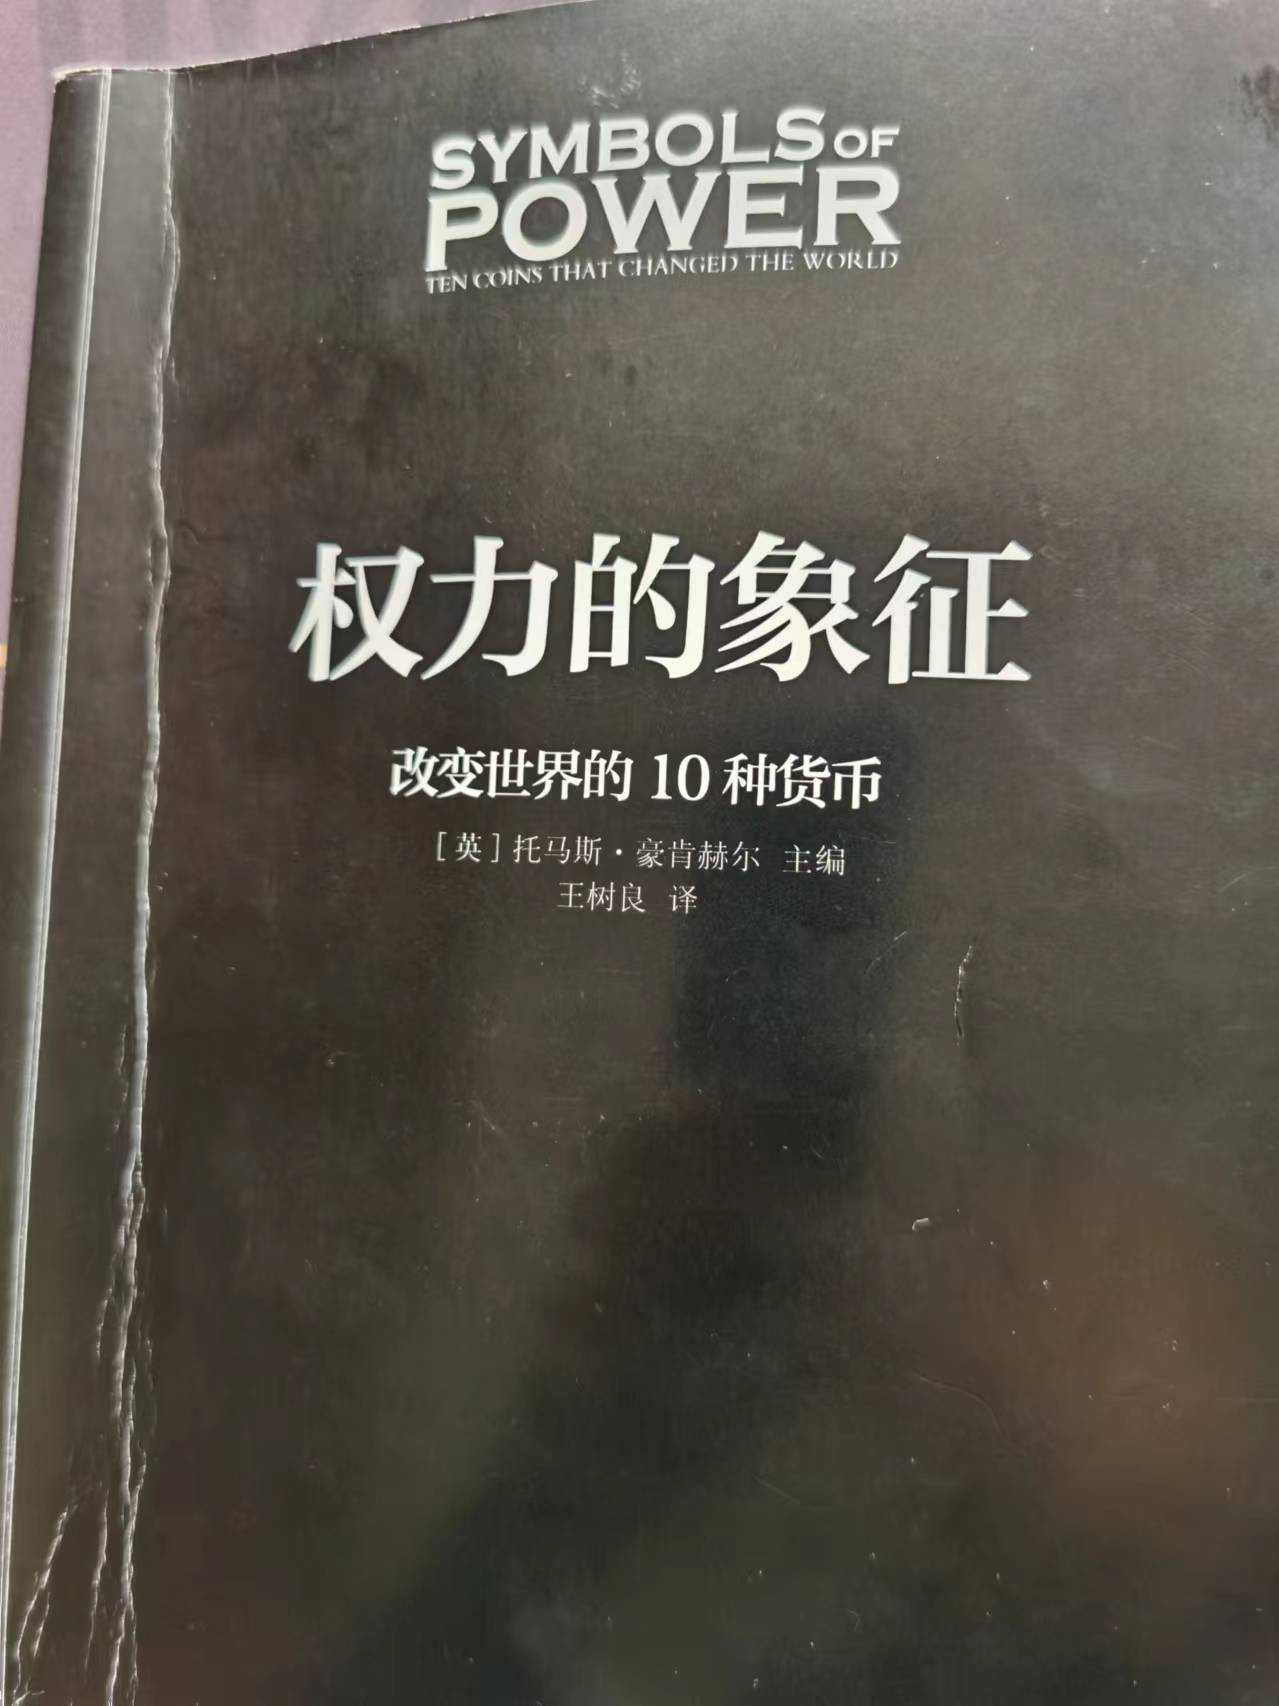 SYMBOLS OF
POWER
TEN COINS THAT CHANGED THE WORLD
权力的象征
改变世界的 10 种货币
［英］托马斯·豪肯赫尔 主编
王树良 译